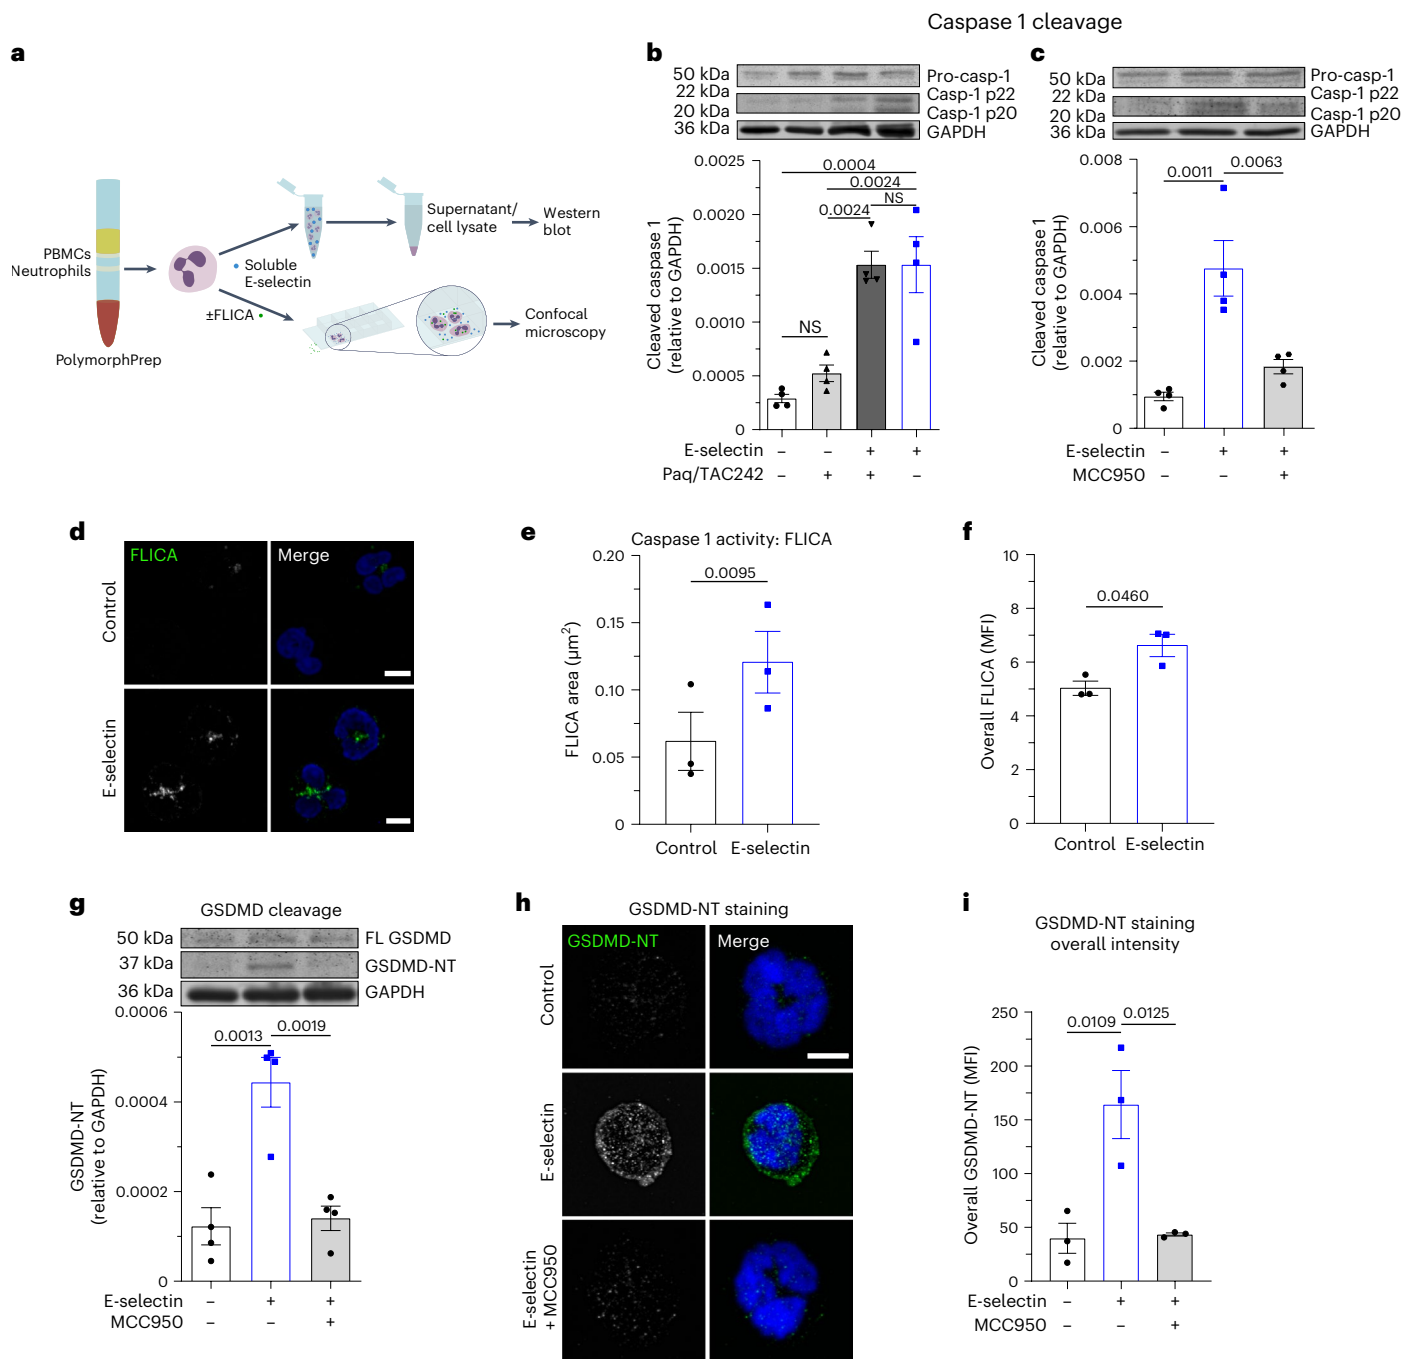 Caspase 1 cleavage
a
PBMCs
Neutrophils
PolymorphPrep
Soluble
E-selectin
±FLICA
Supernatant/
cell lysate
Western
blot
Confocal
microscopy
b
50 kDa
22 kDa
20 kDa
36 kDa
Pro-casp-1
Casp-1 p22
Casp-1 p20
GAPDH
Cleaved caspase 1
(relative to GAPDH)
0.0025
0.0020
0.0015
0.0010
0.0005
0
0.0004
0.0024
NS
0.0024
NS
E-selectin – – + +
Paq/TAC242 – + + –
c
50 kDa
22 kDa
20 kDa
36 kDa
Pro-casp-1
Casp-1 p22
Casp-1 p20
GAPDH
Cleaved caspase 1
(relative to GAPDH)
0.008
0.006
0.004
0.002
0
0.0011
0.0063
E-selectin – + +
MCC950 – – +
d
FLICA
Merge
Control
E-selectin
e
Caspase 1 activity: FLICA
FLICA area (µm2)
0.20
0.15
0.10
0.05
0
0.0095
Control E-selectin
f
Overall FLICA (MFI)
10
8
6
4
2
0
0.0460
Control E-selectin
g
GSDMD cleavage
50 kDa
37 kDa
36 kDa
FL GSDMD
GSDMD-NT
GAPDH
GSDMD-NT
(relative to GAPDH)
0.0006
0.0004
0.0002
0
0.0013
0.0019
E-selectin – + +
MCC950 – – +
h
GSDMD-NT staining
GSDMD-NT
Merge
Control
E-selectin
E-selectin
+ MCC950
i
GSDMD-NT staining
overall intensity
Overall GSDMD-NT (MFI)
250
200
150
100
50
0
0.0109
0.0125
E-selectin – + +
MCC950 – – +